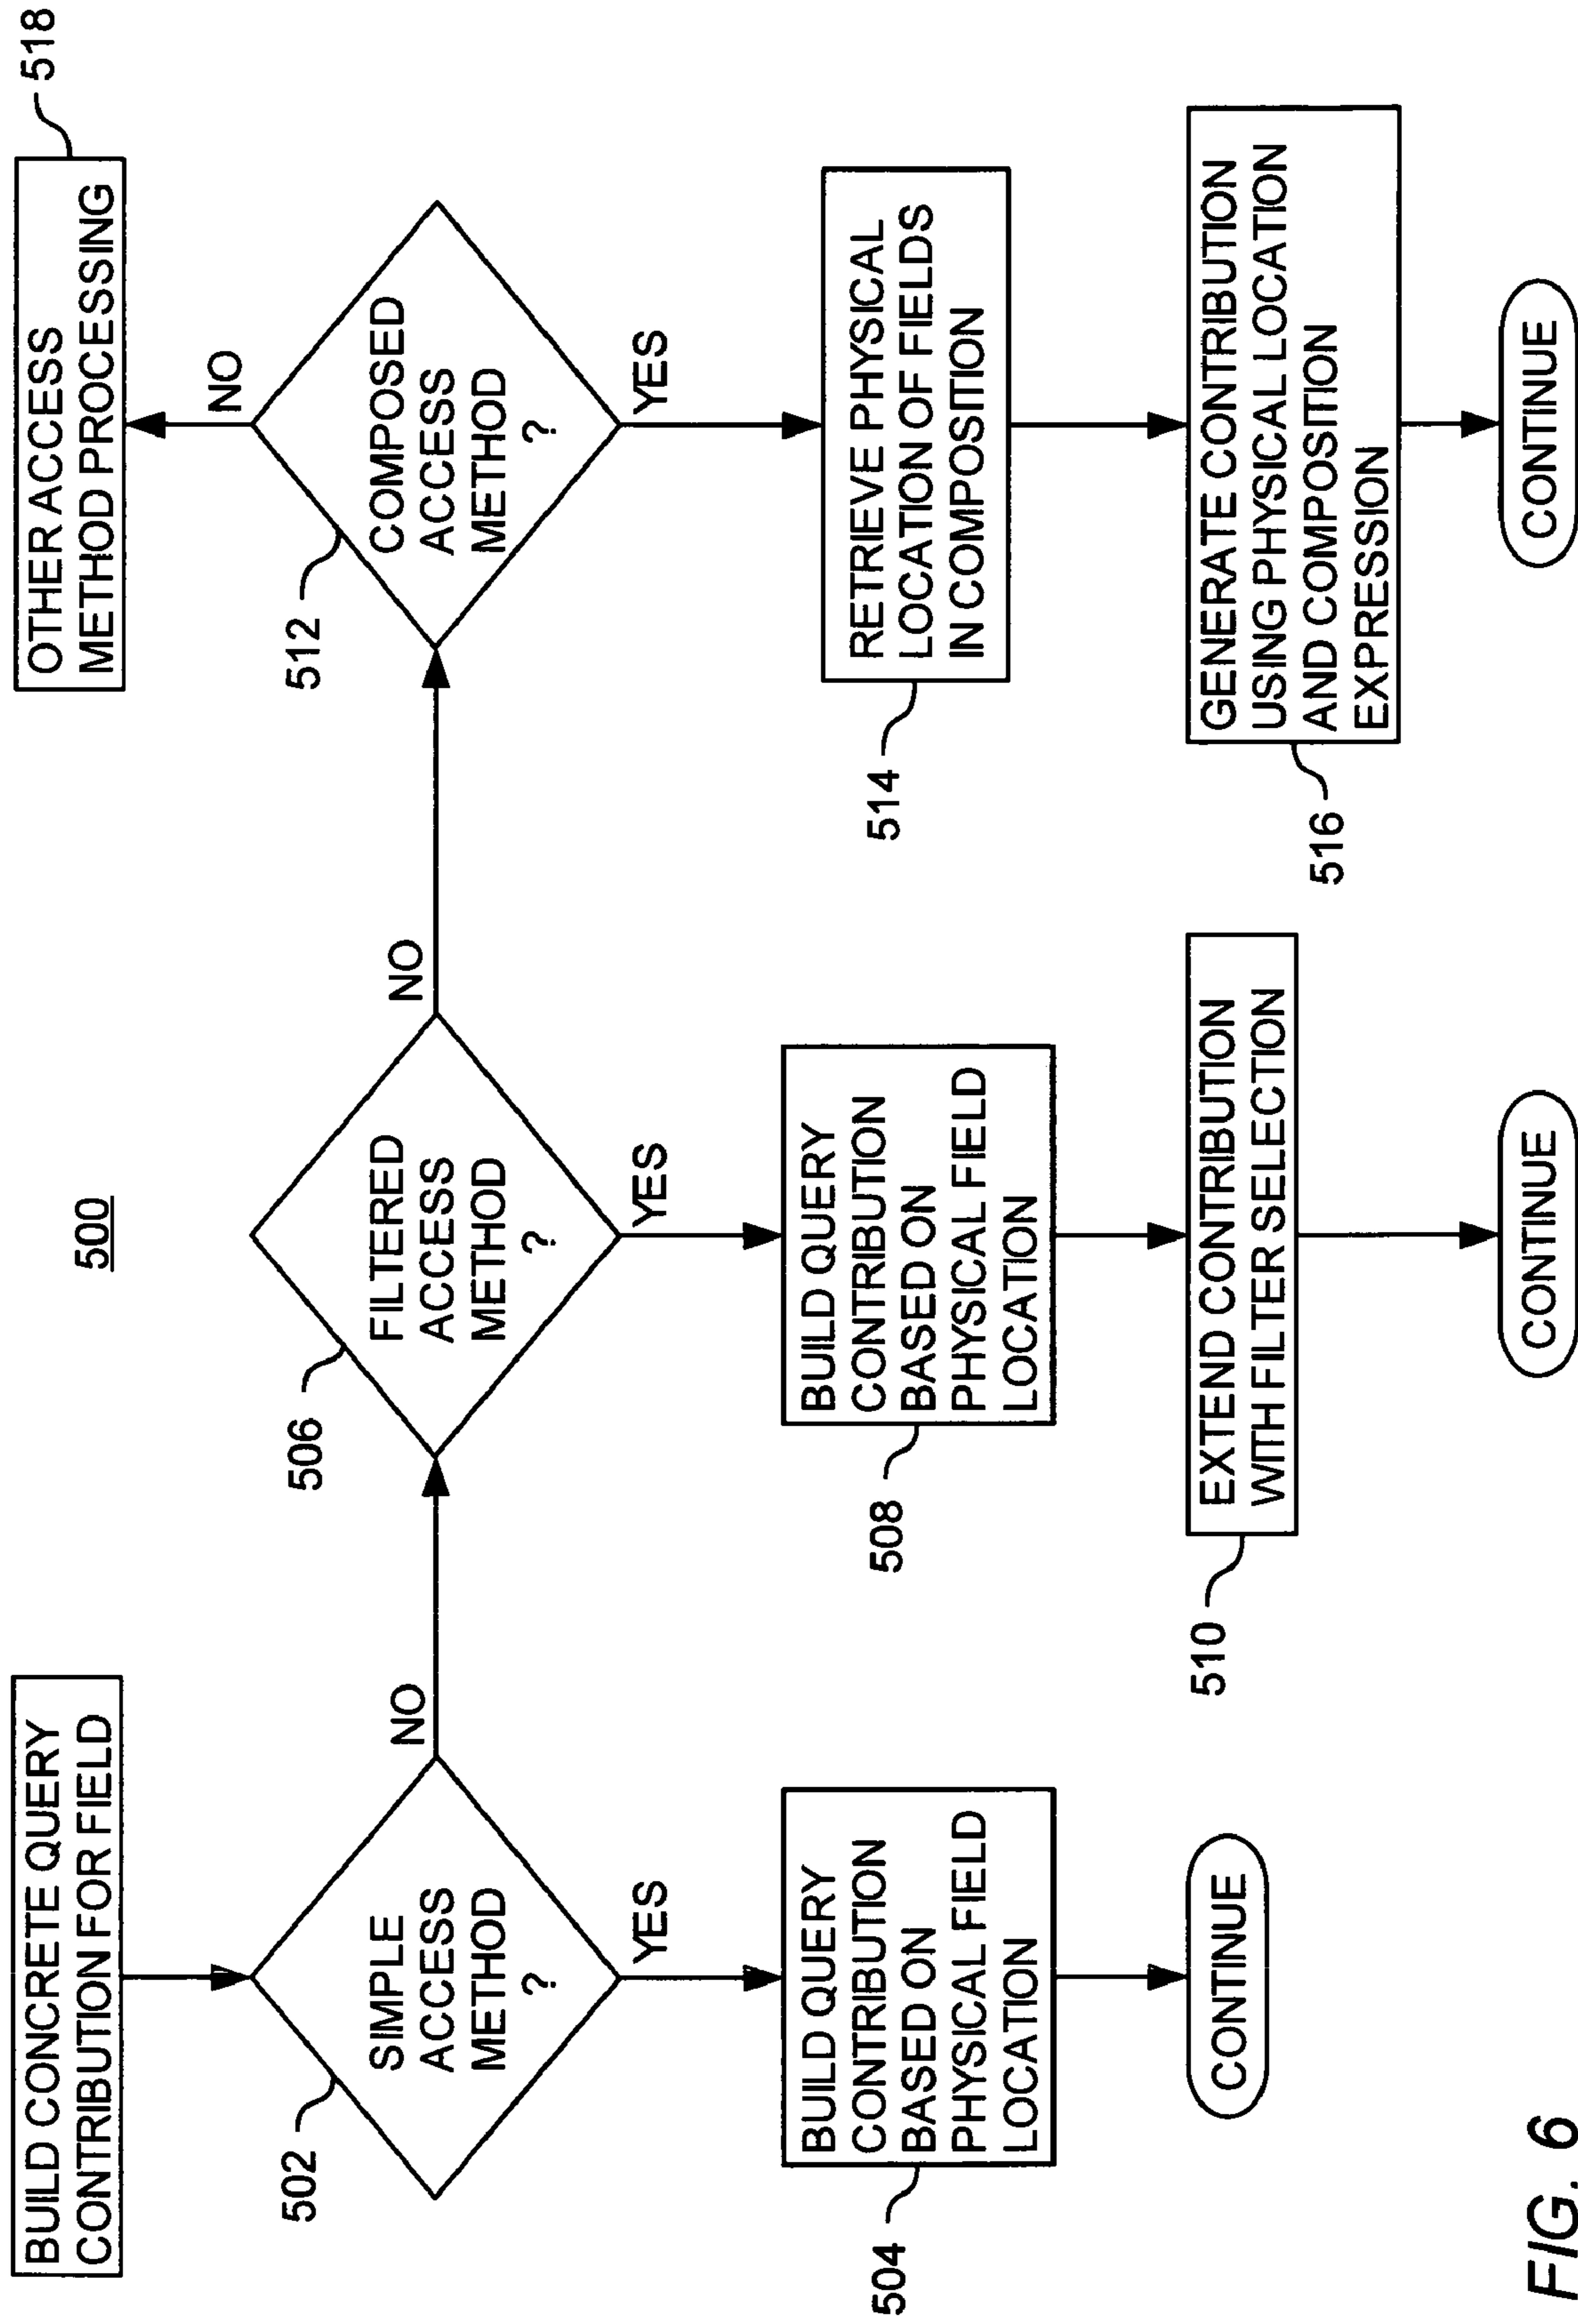 500
BUILD CONCRETE QUERY
CONTRIBUTION FOR FIELD
502
SIMPLE
ACCESS
METHOD
?
NO
YES
504
BUILD QUERY
CONTRIBUTION
BASED ON
PHYSICAL FIELD
LOCATION
CONTINUE
506
FILTERED
ACCESS
METHOD
?
NO
YES
508
BUILD QUERY
CONTRIBUTION
BASED ON
PHYSICAL FIELD
LOCATION
510
EXTEND CONTRIBUTION
WITH FILTER SELECTION
CONTINUE
512
COMPOSED
ACCESS
METHOD
?
NO
OTHER ACCESS
METHOD PROCESSING
518
YES
514
RETRIEVE PHYSICAL
LOCATION OF FIELDS
IN COMPOSITION
516
GENERATE CONTRIBUTION
USING PHYSICAL LOCATION
AND COMPOSITION
EXPRESSION
CONTINUE
FIG. 6